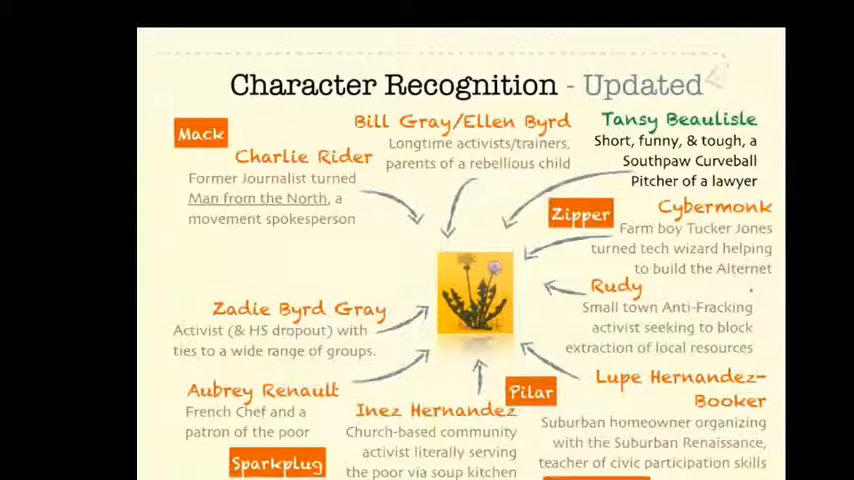 Character Recognition - Updated
Mack
Charlie Rider
Former Journalist turned
Man from the North, a
movement spokesperson
Bill Gray/Ellen Byrd
Longtime activists/trainers,
parents of a rebellious child
Tansy Beaulisle
Short, funny, & tough, a
Southpaw Curveball
Pitcher of a lawyer
Zipper
Cybermonk
Farm boy Tucker Jones
turned tech wizard helping
to build the Alternet
Rudy
Small town Anti-Fracking
activist seeking to block
extraction of local resources
Zadie Byrd Gray
Activist (& HS dropout) with
ties to a wide range of groups.
Aubrey Renault
French Chef and a
patron of the poor
Sparkplug
Inez Hernandez
Church-based community
activist literally serving
the poor via soup kitchen
Pilar
Lupe Hernandez-
Booker
Suburban homeowner organizing
with the Suburban Renaissance,
teacher of civic participation skills